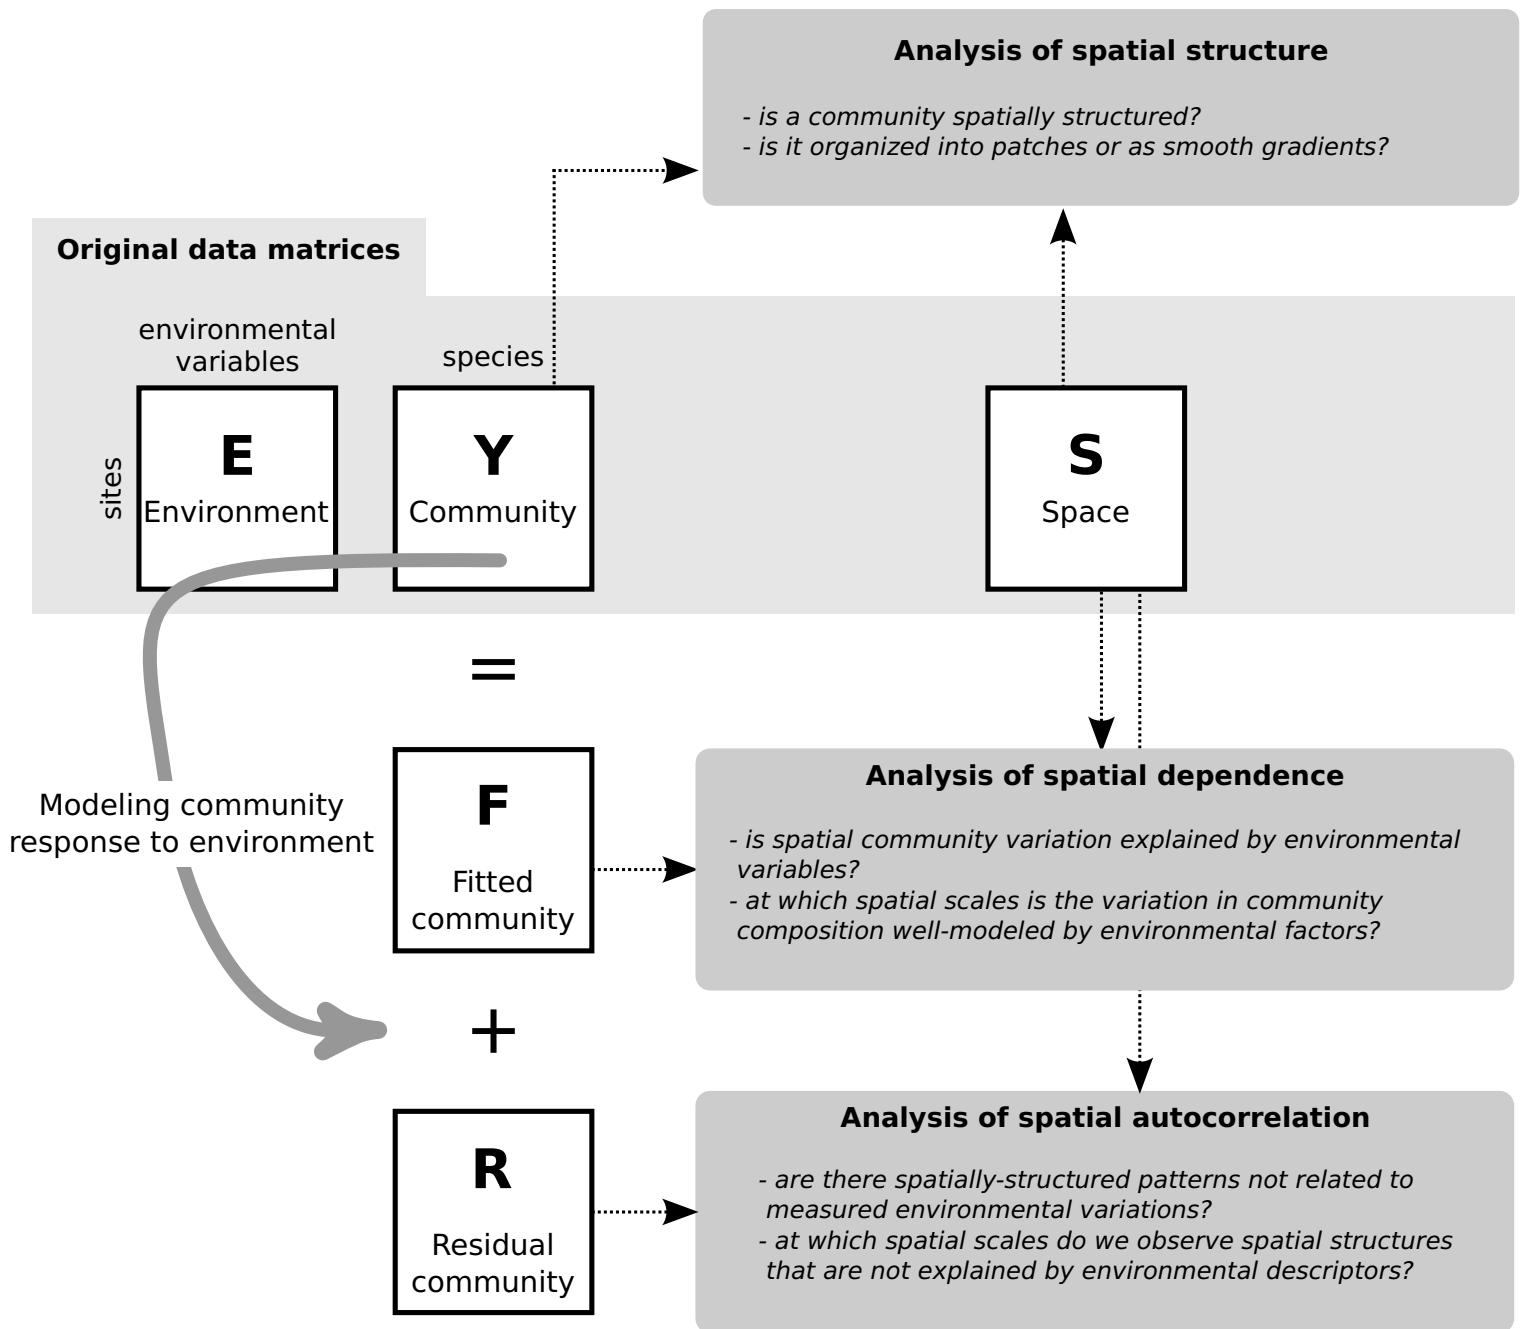 Analysis of spatial structure
- is a community spatially structured?
- is it organized into patches or as smooth gradients?
Original data matrices
environmental
variables
species
sites
E
Environment
Y
Community
S
Space
=
Modeling community
response to environment
F
Fitted
community
Analysis of spatial dependence
- is spatial community variation explained by environmental
variables?
- at which spatial scales is the variation in community
composition well-modeled by environmental factors?
+
R
Residual
community
Analysis of spatial autocorrelation
- are there spatially-structured patterns not related to
measured environmental variations?
- at which spatial scales do we observe spatial structures
that are not explained by environmental descriptors?